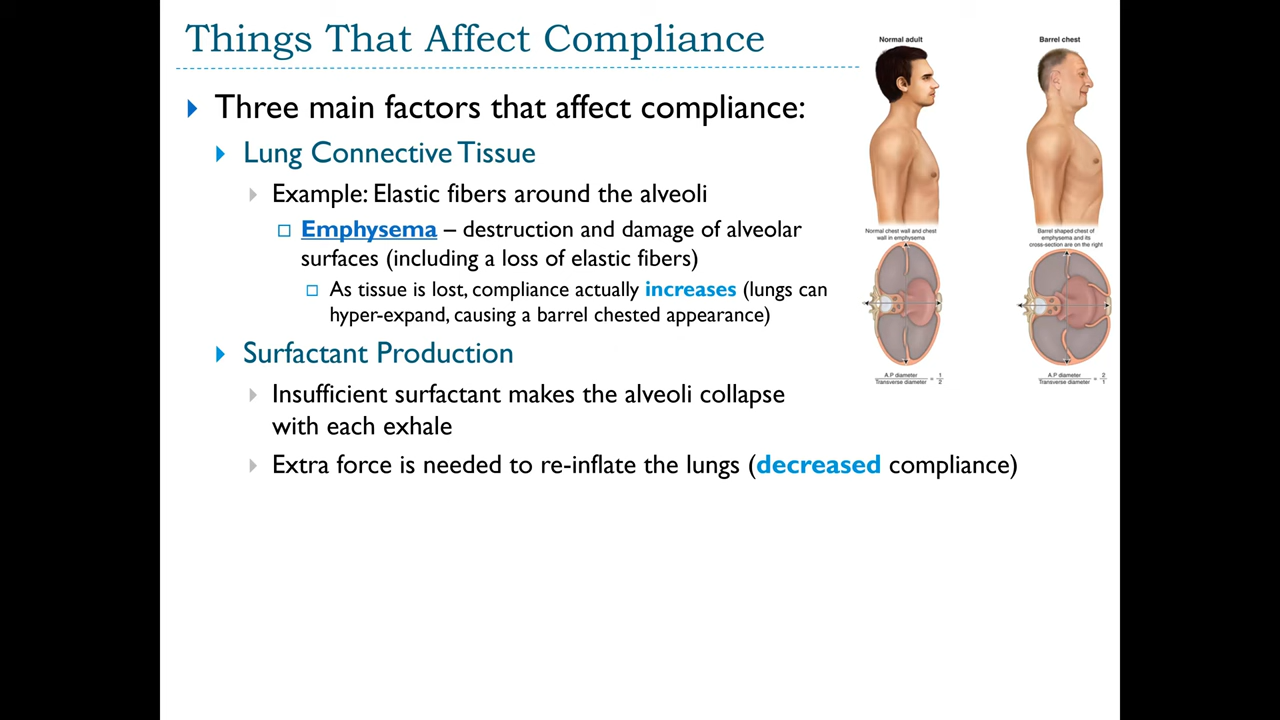 Things That Affect Compliance
Three main factors that affect compliance:
Lung Connective Tissue
Example: Elastic fibers around the alveoli
Emphysema – destruction and damage of alveolar
surfaces (including a loss of elastic fibers)
As tissue is lost, compliance actually increases (lungs can
hyper-expand, causing a barrel chested appearance)
Surfactant Production
Insufficient surfactant makes the alveoli collapse
with each exhale
Extra force is needed to re-inflate the lungs (decreased compliance)
Normal adult
Normal chest wall and chest
wall in emphysema
A.P diameter
Transverse diameter
= 1
2
Barrel chest
Barrel shaped chest of
emphysema and its
cross-section are on the right
A.P diameter
Transverse diameter
= 2
1